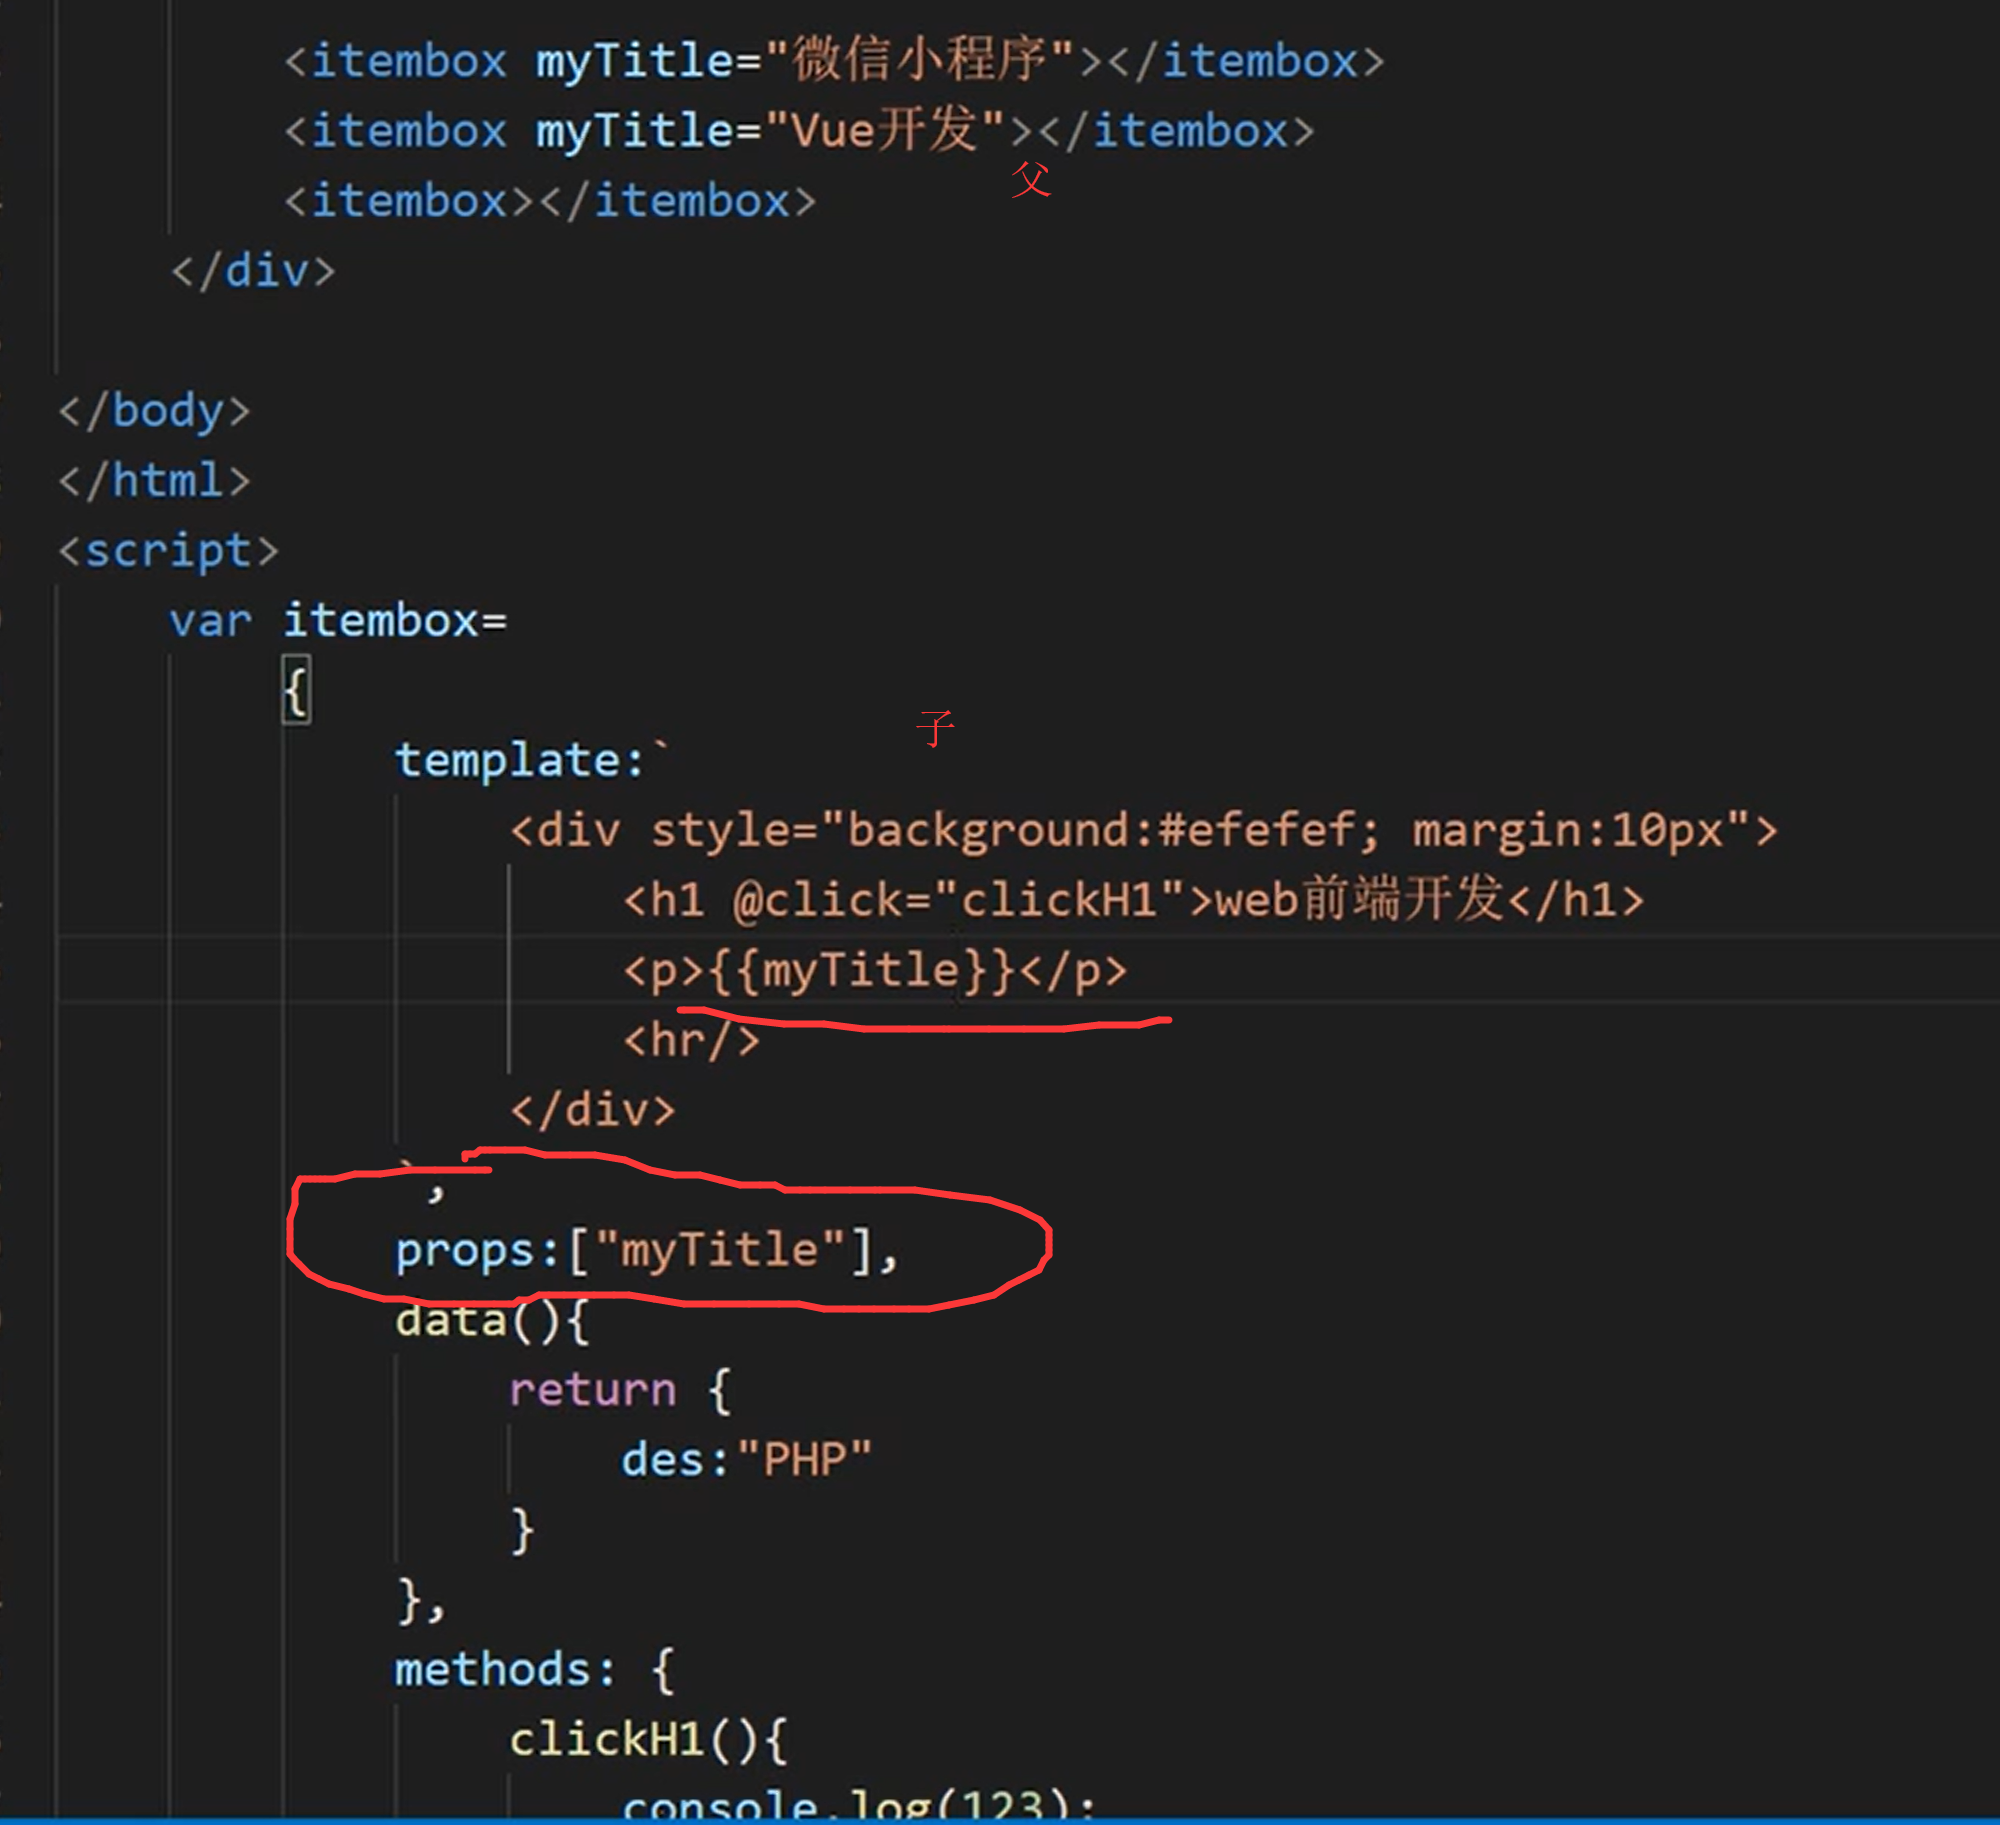 <itembox myTitle="微信小程序"></itembox>
<itembox myTitle="Vue开发"></itembox>
父
<itembox></itembox>
</div>
</body>
</html>
<script>
var itembox=
{
子
template:`
<div style="background:#efefef; margin:10px">
<h1 @click="clickH1">web前端开发</h1>
<p>{{myTitle}}</p>
<hr/>
</div>
`,
props:["myTitle"],
data(){
return {
des:"PHP"
}
},
methods: {
clickH1(){
console.log(123);